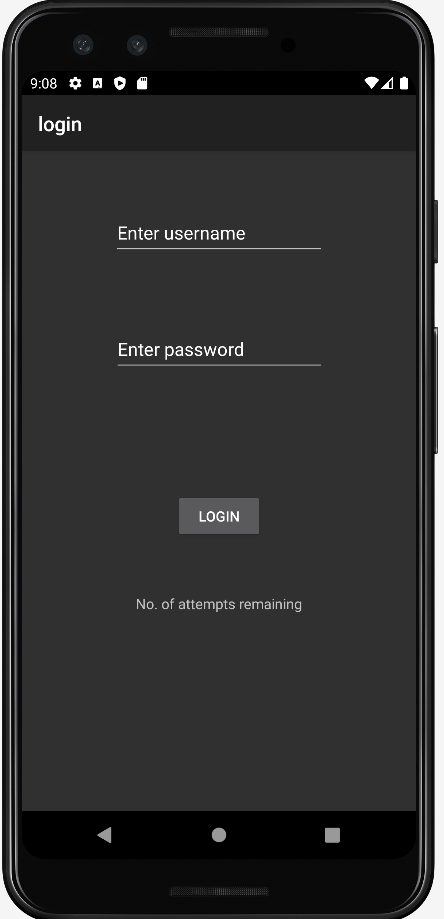 9:08
login
Enter username
Enter password
LOGIN
No. of attempts remaining